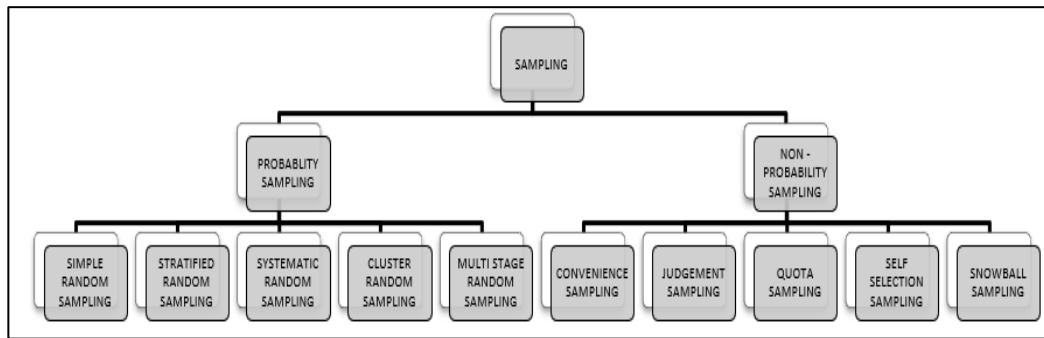 SAMPLING
PROBABLITY
SAMPLING
NON -
PROBABILITY
SAMPLING
SIMPLE
RANDOM
SAMPLING
STRATIFIED
RANDOM
SAMPLING
SYSTEMATIC
RANDOM
SAMPLING
CLUSTER
RANDOM
SAMPLING
MULTI STAGE
RANDOM
SAMPLING
CONVENIENCE
SAMPLING
JUDGEMENT
SAMPLING
QUOTA
SAMPLING
SELF
SELECTION
SAMPLING
SNOWBALL
SAMPLING